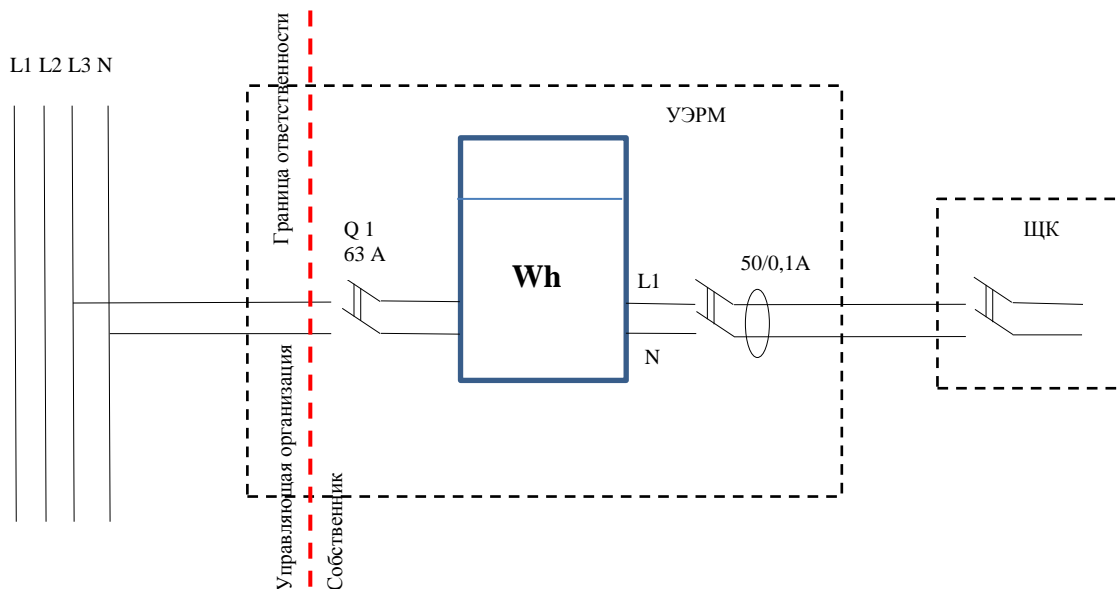 L1 L2 L3 N
Граница ответственности
УЭРМ
Q 1
63 А
Wh
L1
N
50/0,1А
ЩК
Управляющая организация
Собственник